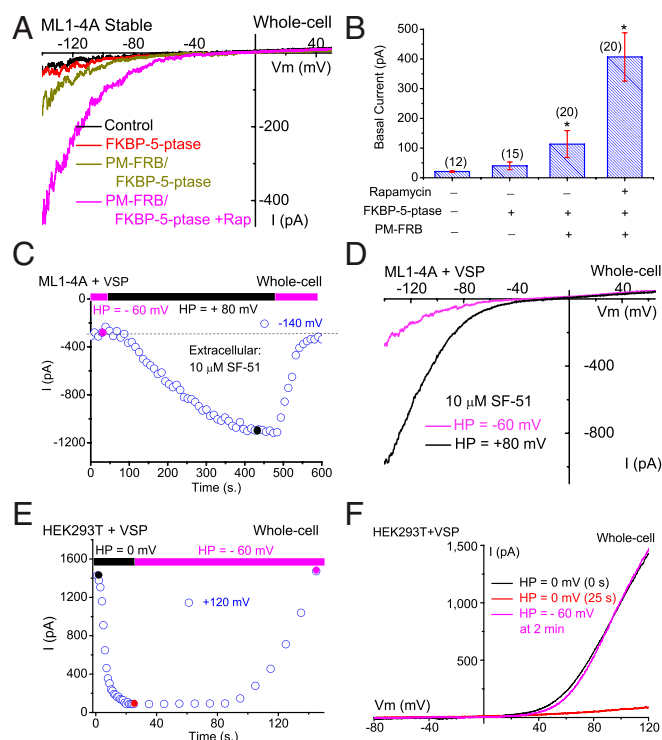 A
ML1-4A Stable
Whole-cell
-120 -80 -40 40
Vm (mV)
-200
-400
I (pA)
Control
FKBP-5-ptase
PM-FRB/
FKBP-5-ptase
PM-FRB/
FKBP-5-ptase +Rap
B
Basal Current (pA)
500
400
300
200
100
0
(12)
(15)
(20)
*
(20)
*
Rapamycin – – – +
FKBP-5-ptase – + + +
PM-FRB – – + +
C
ML1-4A + VSP
Whole-cell
HP = - 60 mV
HP = + 80 mV
-140 mV
Extracellular:
10 μM SF-51
I (pA)
0
-400
-800
-1200
0 100 200 300 400 500 600
Time (s.)
D
ML1-4A + VSP
Whole-cell
-120 -80 -40 40
Vm (mV)
-400
-800
I (pA)
10 μM SF-51
HP = -60 mV
HP = +80 mV
E
HEK293T + VSP
Whole-cell
HP = 0 mV
HP = - 60 mV
+120 mV
I (pA)
1600
1200
800
400
0
0 40 80 120
Time (s.)
F
HEK293T+VSP
Whole-cell
I (pA)
1,500
1,000
500
HP = 0 mV (0 s)
HP = 0 mV (25 s)
HP = - 60 mV
at 2 min
Vm (mV)
-80 -40 0 40 80 120